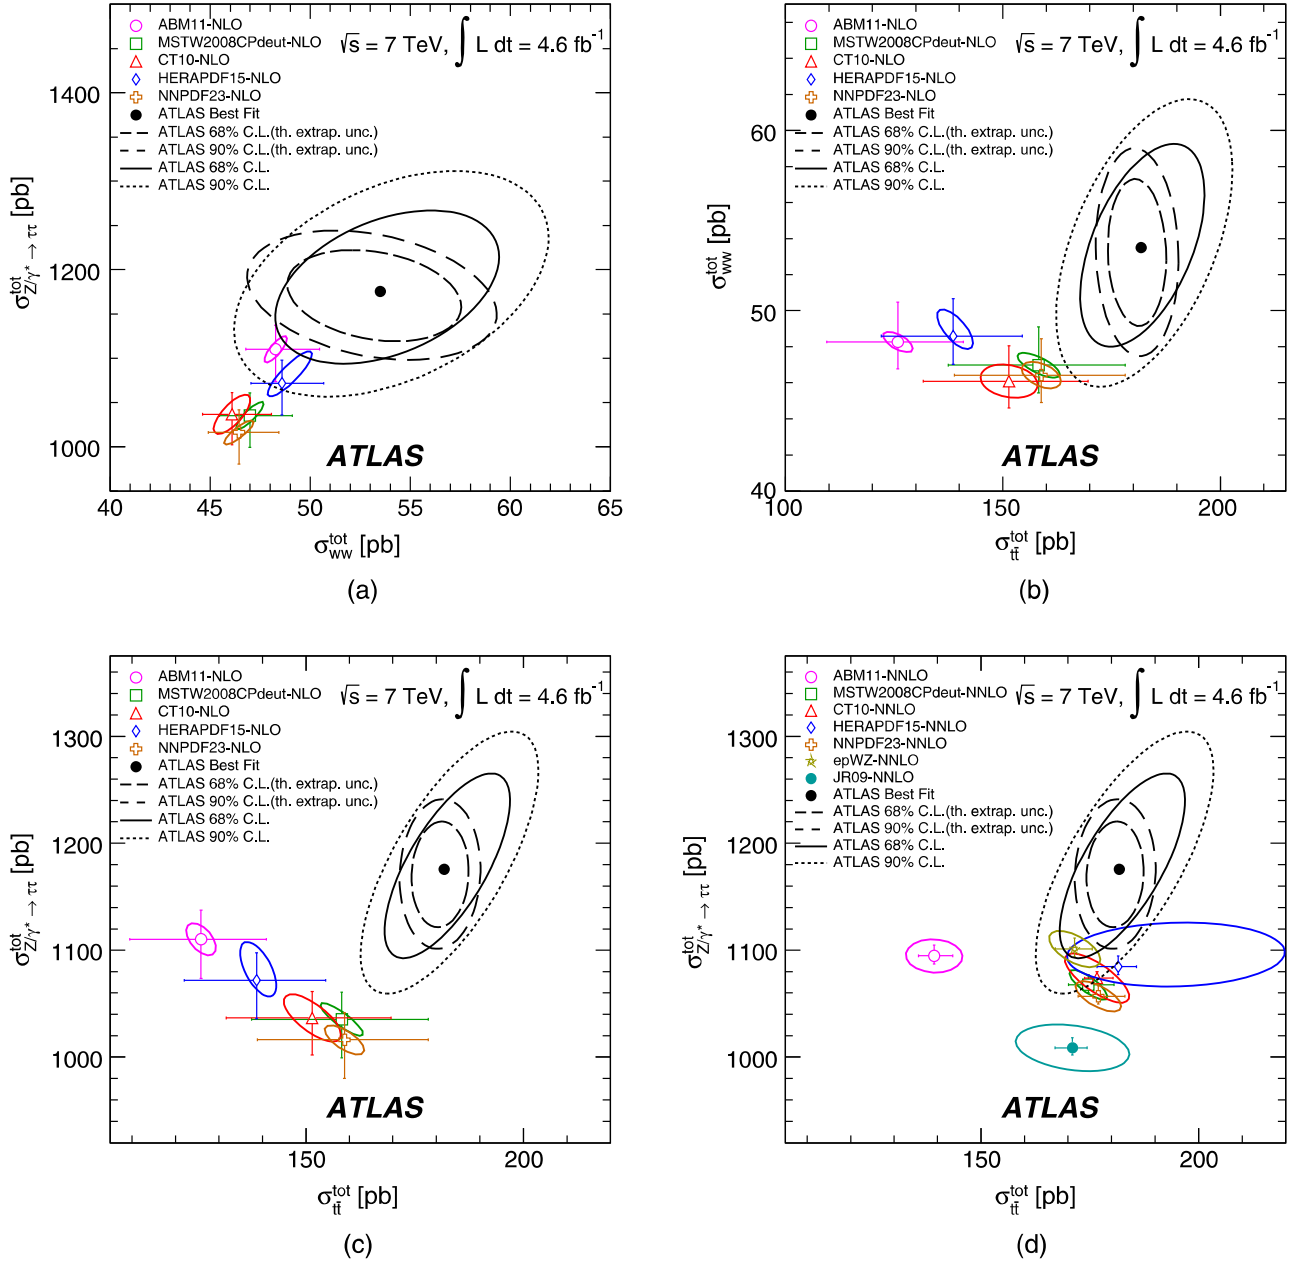 ABM11-NLO
MSTW2008CPdeut-NLO
CT10-NLO
HERAPDF15-NLO
NNPDF23-NLO
ATLAS Best Fit
ATLAS 68% C.L.(th. extrap. unc.)
ATLAS 90% C.L.(th. extrap. unc.)
ATLAS 68% C.L.
ATLAS 90% C.L.
√s = 7 TeV, ∫ L dt = 4.6 fb⁻¹
1400
1200
1000
σ^tot_Z/γ* → ττ [pb]
ATLAS
40 45 50 55 60 65
σ^tot_WW [pb]
(a)
ABM11-NLO
MSTW2008CPdeut-NLO
CT10-NLO
HERAPDF15-NLO
NNPDF23-NLO
ATLAS Best Fit
ATLAS 68% C.L.(th. extrap. unc.)
ATLAS 90% C.L.(th. extrap. unc.)
ATLAS 68% C.L.
ATLAS 90% C.L.
√s = 7 TeV, ∫ L dt = 4.6 fb⁻¹
60
50
40
σ^tot_WW [pb]
ATLAS
100 150 200
σ^tot_tt̄ [pb]
(b)
ABM11-NLO
MSTW2008CPdeut-NLO
CT10-NLO
HERAPDF15-NLO
NNPDF23-NLO
ATLAS Best Fit
ATLAS 68% C.L.(th. extrap. unc.)
ATLAS 90% C.L.(th. extrap. unc.)
ATLAS 68% C.L.
ATLAS 90% C.L.
√s = 7 TeV, ∫ L dt = 4.6 fb⁻¹
1300
1200
1100
1000
σ^tot_Z/γ* → ττ [pb]
ATLAS
150 200
σ^tot_tt̄ [pb]
(c)
ABM11-NNLO
MSTW2008CPdeut-NNLO
CT10-NNLO
HERAPDF15-NNLO
NNPDF23-NNLO
epWZ-NNLO
JR09-NNLO
ATLAS Best Fit
ATLAS 68% C.L.(th. extrap. unc.)
ATLAS 90% C.L.(th. extrap. unc.)
ATLAS 68% C.L.
ATLAS 90% C.L.
√s = 7 TeV, ∫ L dt = 4.6 fb⁻¹
1300
1200
1100
1000
σ^tot_Z/γ* → ττ [pb]
ATLAS
150 200
σ^tot_tt̄ [pb]
(d)